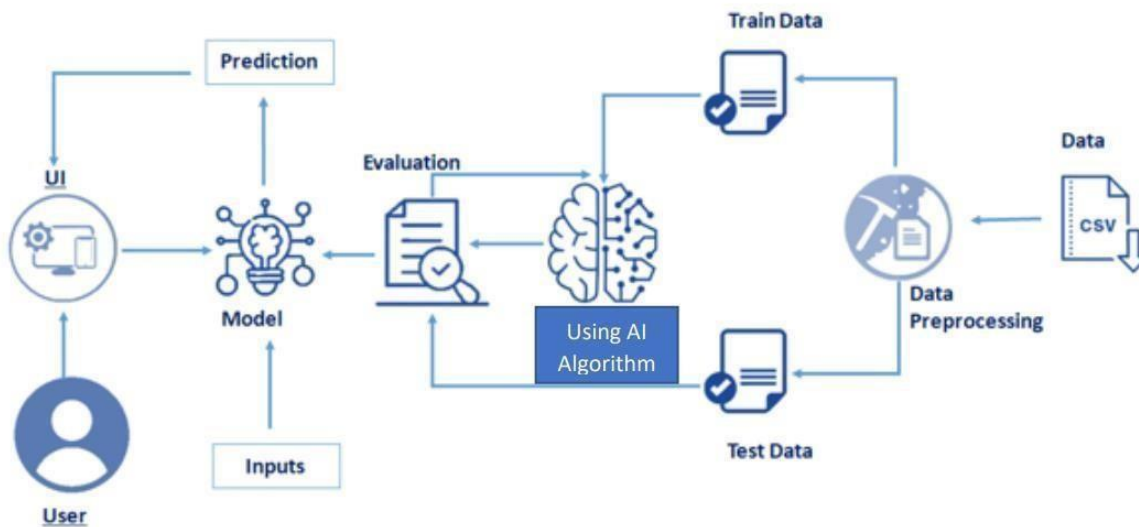 Train Data
Prediction
Data
Evaluation
UI
CSV
Model
Data
Preprocessing
Using AI
Algorithm
Inputs
Test Data
User